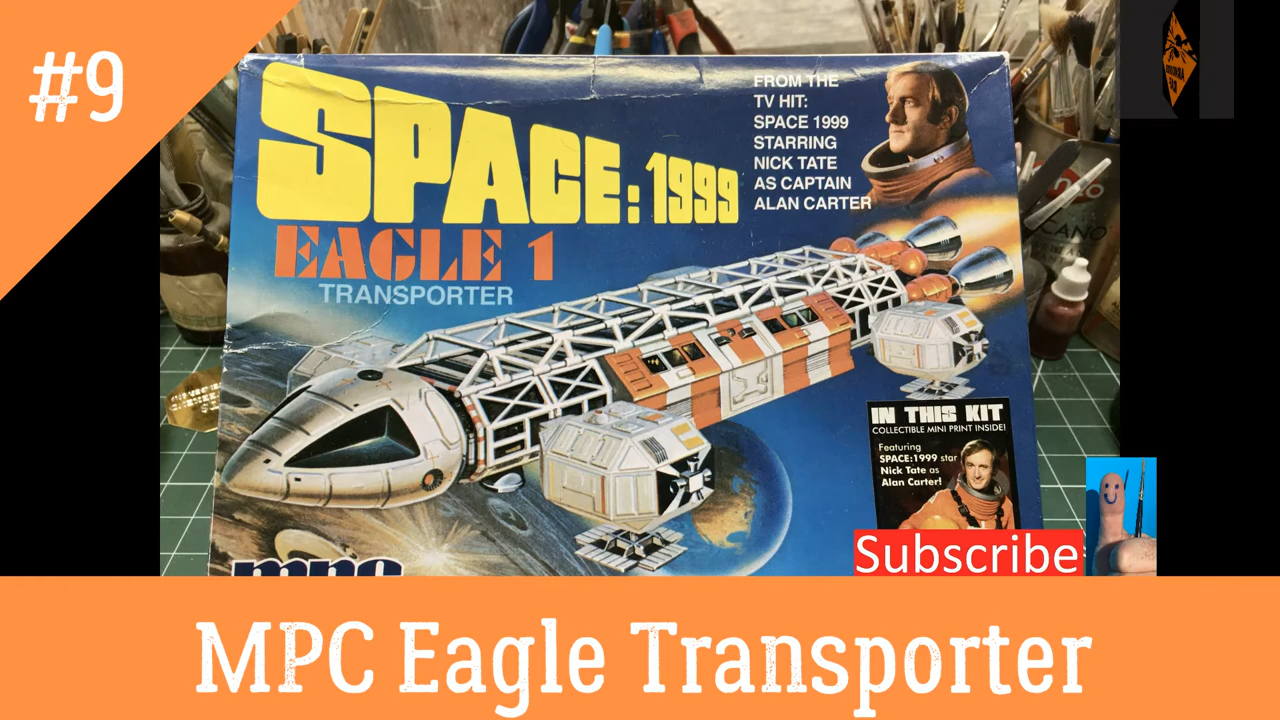 #9
SPACE: 1999
EAGLE 1
TRANSPORTER
FROM THE
TV HIT:
SPACE 1999
STARRING
NICK TATE
AS CAPTAIN
ALAN CARTER
IN THIS KIT
COLLECTIBLE MINI PRINT INSIDE!
Featuring
SPACE:1999 star
Nick Tate as
Alan Carter!
mpc
Subscribe
MPC Eagle Transporter